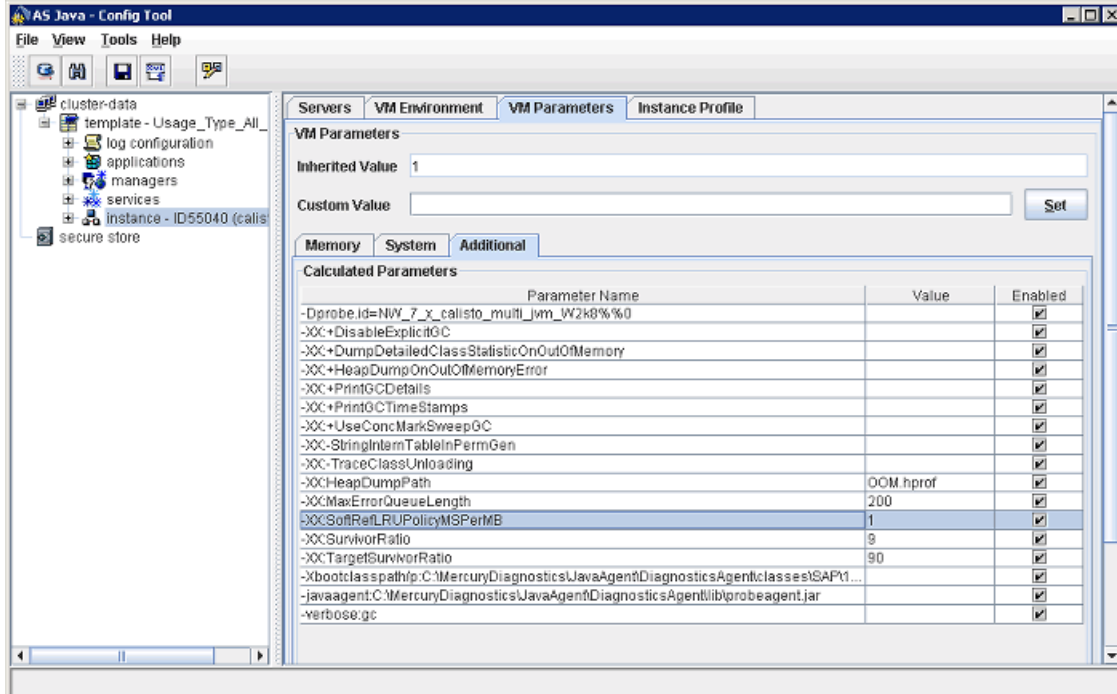 AS Java - Config Tool
File View Tools Help
cluster-data
template - Usage_Type_All_
log configuration
applications
managers
services
instance - ID55040 (calis
secure store
Servers VM Environment VM Parameters Instance Profile
VM Parameters
Inherited Value 1
Custom Value Set
Memory System Additional
Calculated Parameters
Parameter Name Value Enabled
-Dprobe.id=NW_7_x_calisto_multi_jvm_W2k8%%0
-XX:+DisableExplicitGC
-XX:+DumpDetailedClassStatisticOnOutOfMemory
-XX:+HeapDumpOnOutOfMemoryError
-XX:+PrintGCDetails
-XX:+PrintGCTimeStamps
-XX:+UseConcMarkSweepGC
-XX:-StringInternTableInPermGen
-XX:-TraceClassUnloading
-XX:HeapDumpPath OOM.hprof
-XX:MaxErrorQueueLength 200
-XX:SoftRefLRUPolicyMSPerMB 1
-XX:SurvivorRatio 9
-XX:TargetSurvivorRatio 90
-Xbootclasspath/p:C:\MercuryDiagnostics\JavaAgent\DiagnosticsAgent\classes\SAP\1...
-javaagent:C:\MercuryDiagnostics\JavaAgent\DiagnosticsAgent\lib\probeagent.jar
-verbose:gc